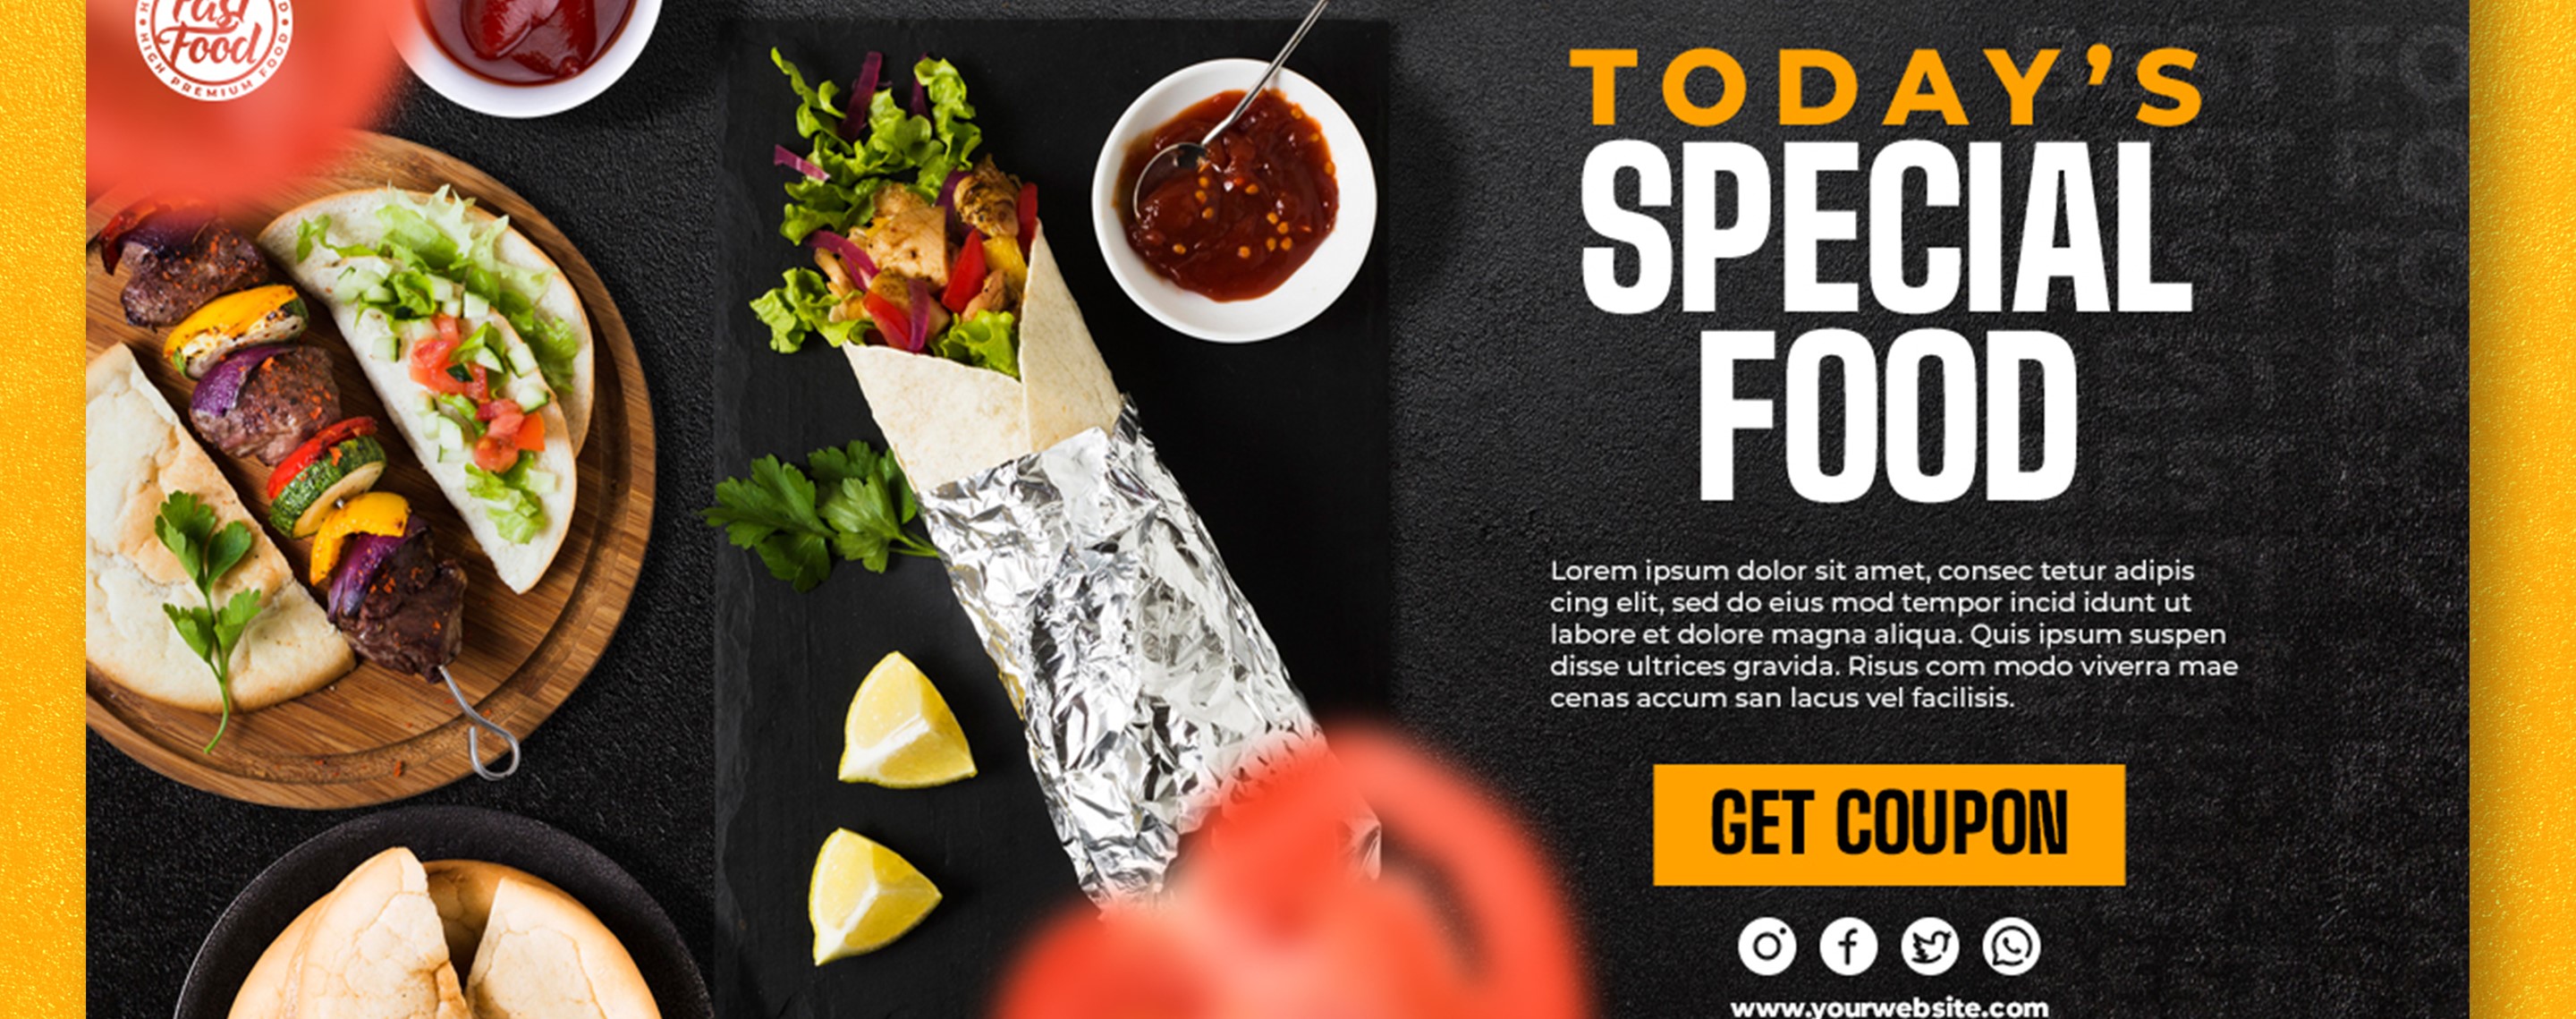 Fast
Food
HIGH PREMIUM FOOD
TODAY'S
SPECIAL
FOOD
Lorem ipsum dolor sit amet, consec tetur adipis
cing elit, sed do eius mod tempor incid idunt ut
labore et dolore magna aliqua. Quis ipsum suspen
disse ultrices gravida. Risus com modo viverra mae
cenas accum san lacus vel facilisis.
GET COUPON
www.yourwebsite.com